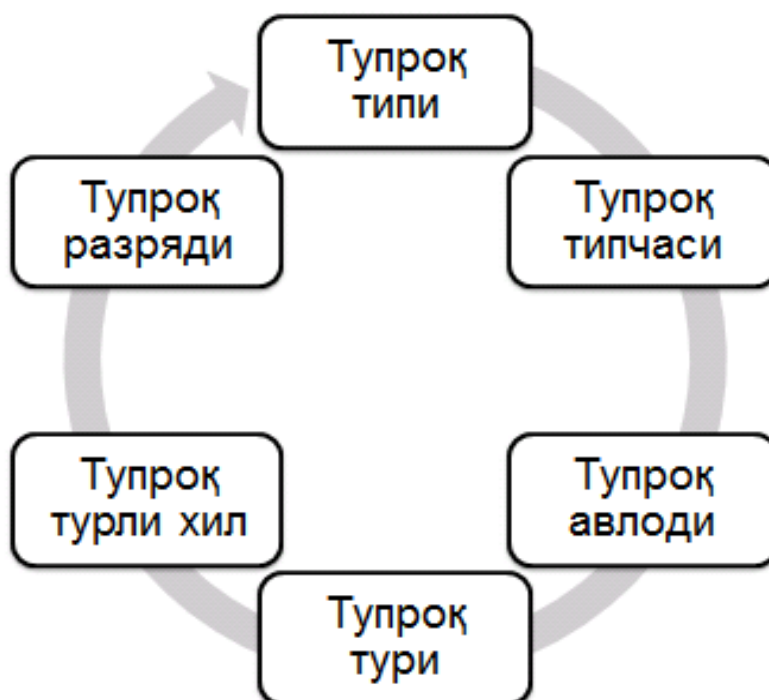 Тупроқ
типи
Тупроқ
типчаси
Тупроқ
авлоди
Тупроқ
тури
Тупроқ
турли хил
Тупроқ
разряди